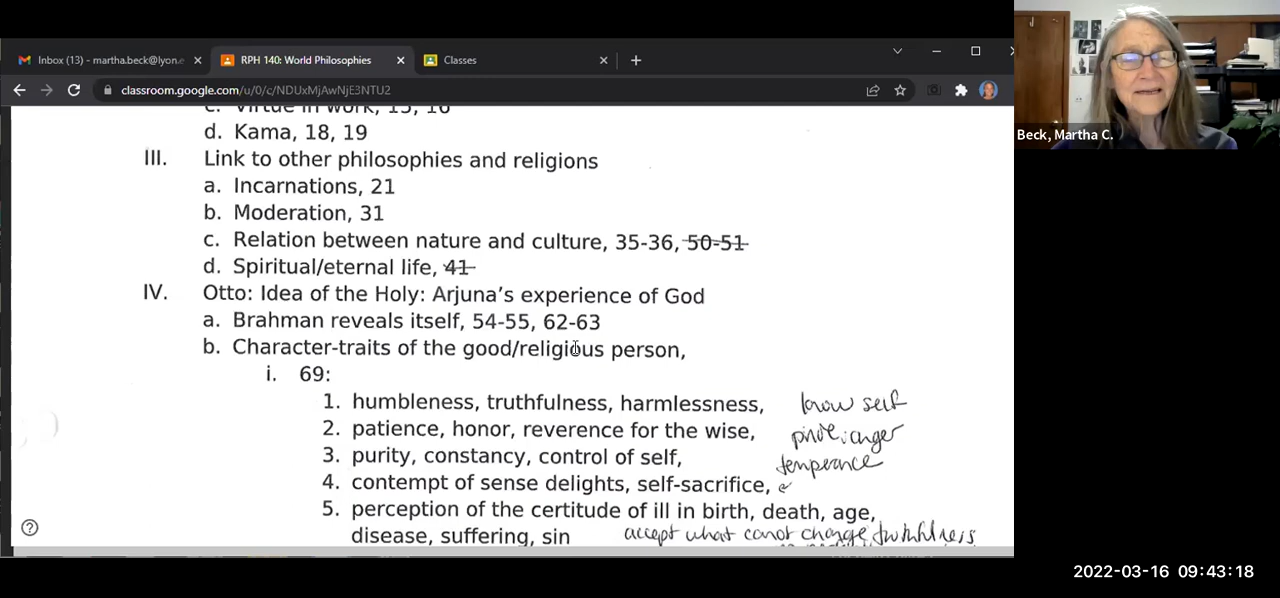 Inbox (13) - martha.beck@lyon.e
RPH 140: World Philosophies
Classes
classroom.google.com/u/0/c/NDUxMjAwNjE3NTU2
Beck, Martha C.
c. Virtue in work, 15, 16
d. Kama, 18, 19
III. Link to other philosophies and religions
a. Incarnations, 21
b. Moderation, 31
c. Relation between nature and culture, 35-36, 50-51
d. Spiritual/eternal life, 41
IV. Otto: Idea of the Holy: Arjuna's experience of God
a. Brahman reveals itself, 54-55, 62-63
b. Character-traits of the good/religious person,
i. 69:
1. humbleness, truthfulness, harmlessness, know self
2. patience, honor, reverence for the wise, pride, anger
3. purity, constancy, control of self, temperance
4. contempt of sense delights, self-sacrifice,
5. perception of the certitude of ill in birth, death, age,
disease, suffering, sin accept what canot change truthfulness
2022-03-16 09:43:18